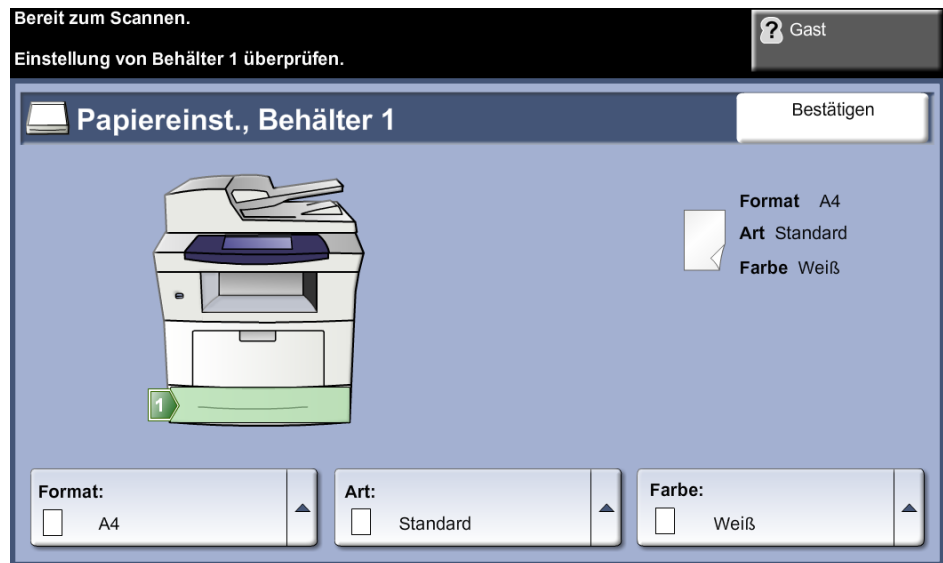 Bereit zum Scannen.
Gast
Einstellung von Behälter 1 überprüfen.
Papiereinst., Behälter 1
Bestätigen
Format A4
Art Standard
Farbe Weiß
1
Format:
A4
Art:
Standard
Farbe:
Weiß